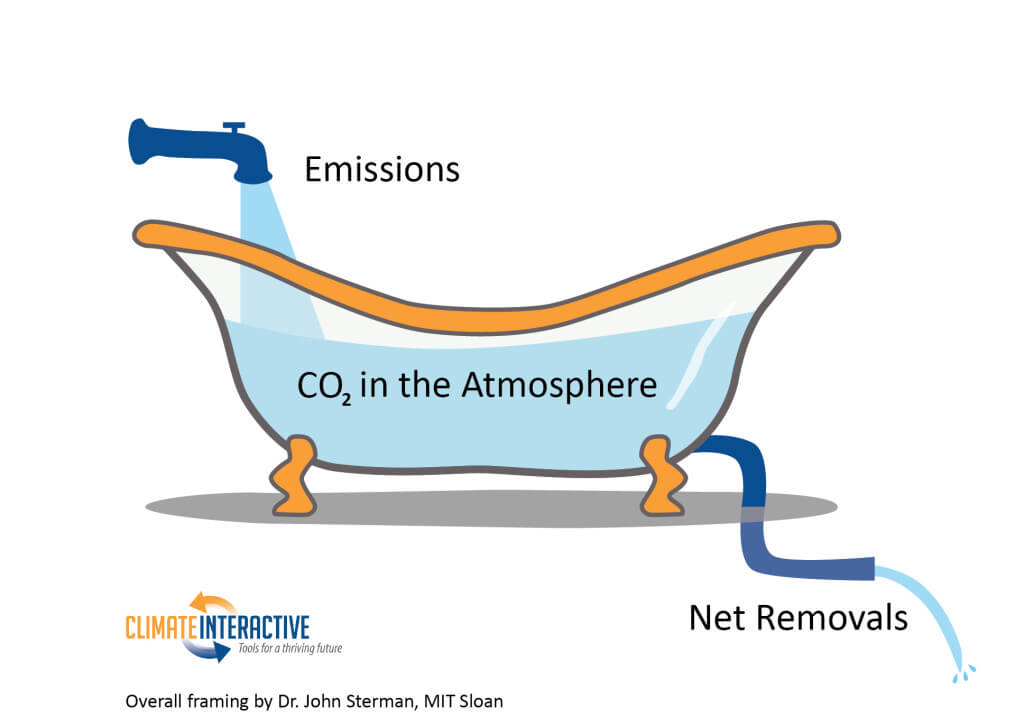 Emissions
CO₂ in the Atmosphere
Net Removals
CLIMATEINTERACTIVE
Tools for a thriving future
Overall framing by Dr. John Sterman, MIT Sloan